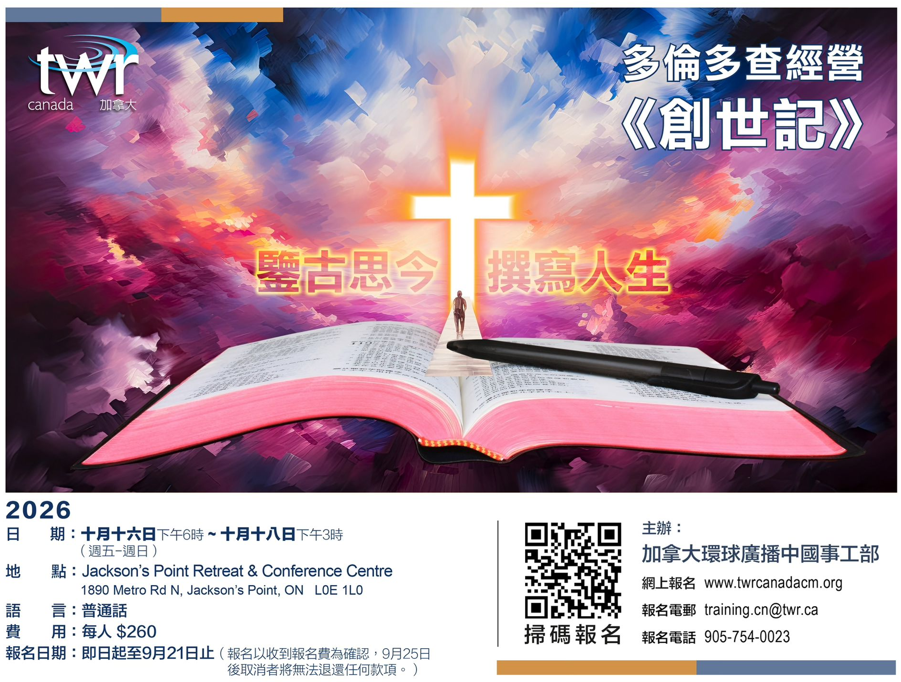 twr
canada 加拿大
多倫多查經營
《創世記》
鑒古思今 撰寫人生
2026
日 期：十月十六日下午6時 ~ 十月十八日下午3時
（週五–週日）
地 點：Jackson's Point Retreat & Conference Centre
1890 Metro Rd N, Jackson's Point, ON L0E 1L0
語 言：普通話
費 用：每人 $260
報名日期：即日起至9月21日止（報名以收到報名費為確認，9月25日
後取消者將無法退還任何款項。）
掃碼報名
主辦：
加拿大環球廣播中國事工部
網上報名 www.twrcanadacm.org
報名電郵 training.cn@twr.ca
報名電話 905-754-0023